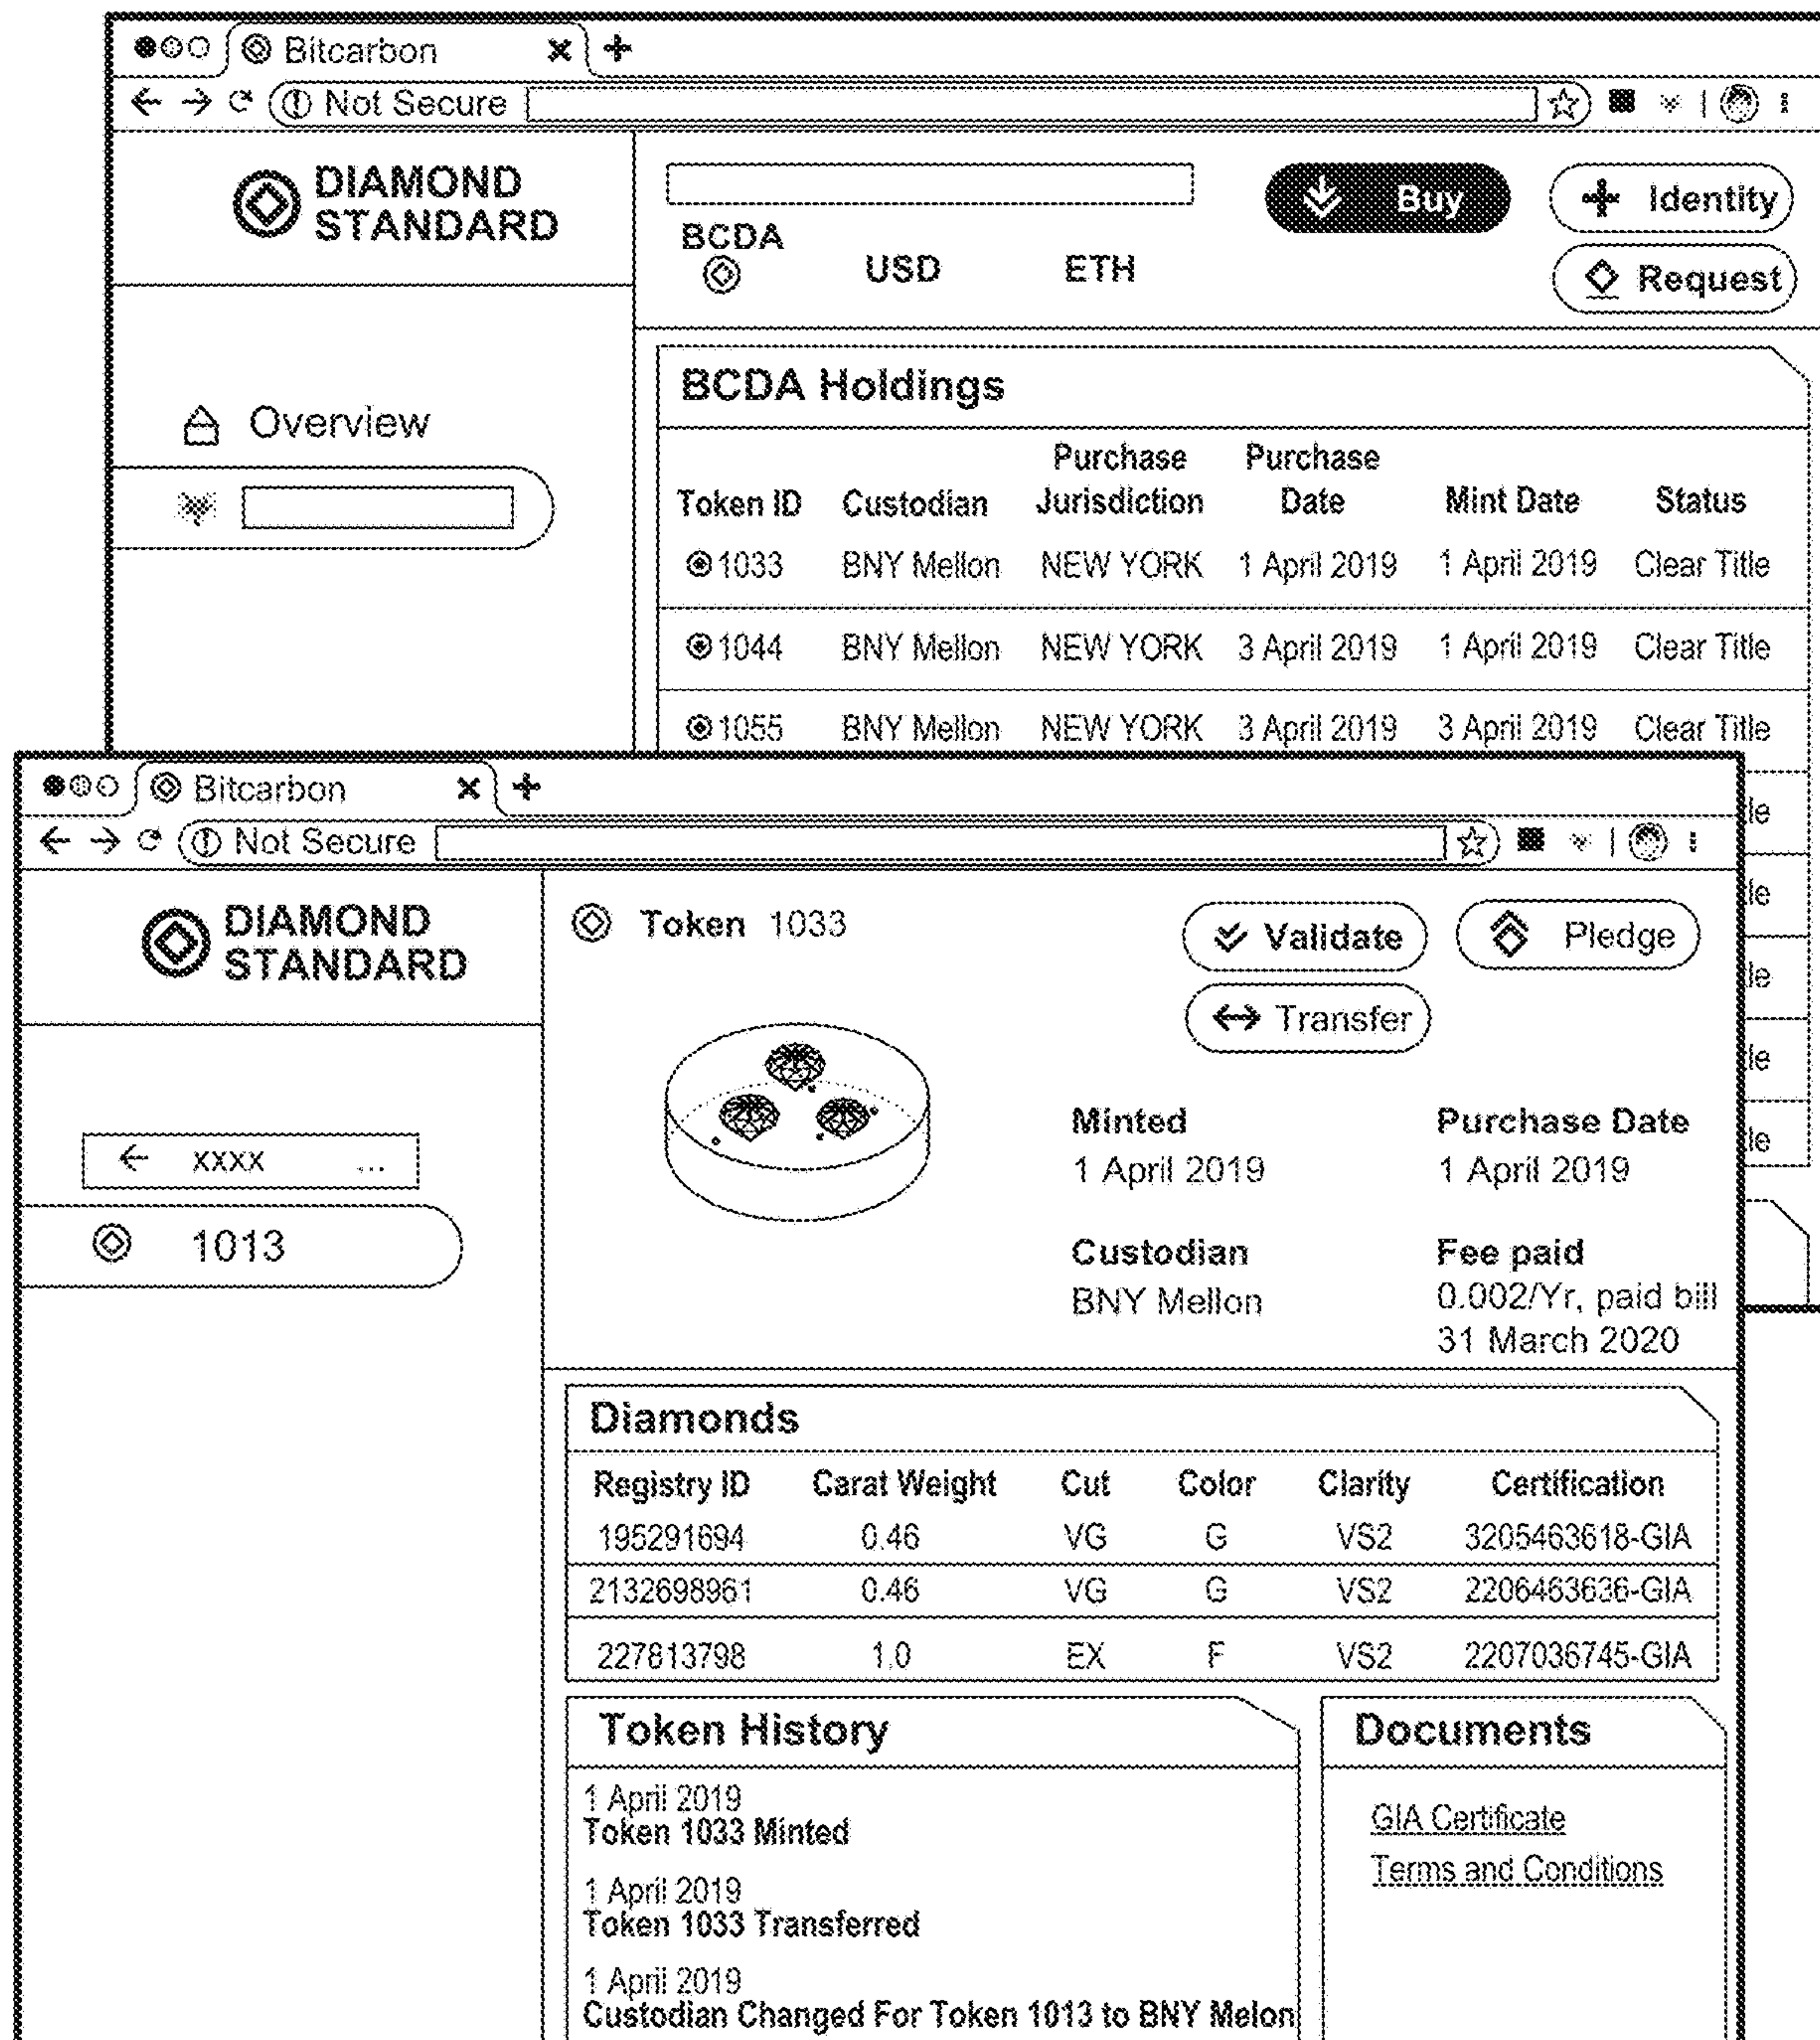 Bitcarbon
Not Secure
DIAMOND
STANDARD
Buy
Identity
Request
BCDA
USD ETH
Overview
BCDA Holdings
Purchase Purchase
Token ID Custodian Jurisdiction Date Mint Date Status
1033 BNY Mellon NEW YORK 1 April 2019 1 April 2019 Clear Title
1044 BNY Mellon NEW YORK 3 April 2019 1 April 2019 Clear Title
1055 BNY Mellon NEW YORK 3 April 2019 3 April 2019 Clear Title
le
le
le
le
le
Bitcarbon
Not Secure
DIAMOND
STANDARD
xxxx ...
1013
Token 1033
Validate Pledge
Transfer
Minted Purchase Date
1 April 2019 1 April 2019
Custodian Fee paid
BNY Mellon 0.002/Yr, paid bill
31 March 2020
Diamonds
Registry ID Carat Weight Cut Color Clarity Certification
195291694 0.46 VG G VS2 3205463618-GIA
2132698961 0.46 VG G VS2 2206463636-GIA
227813798 1.0 EX F VS2 2207036745-GIA
Token History
1 April 2019
Token 1033 Minted
1 April 2019
Token 1033 Transferred
1 April 2019
Custodian Changed For Token 1013 to BNY Melon
Documents
GIA Certificate
Terms and Conditions